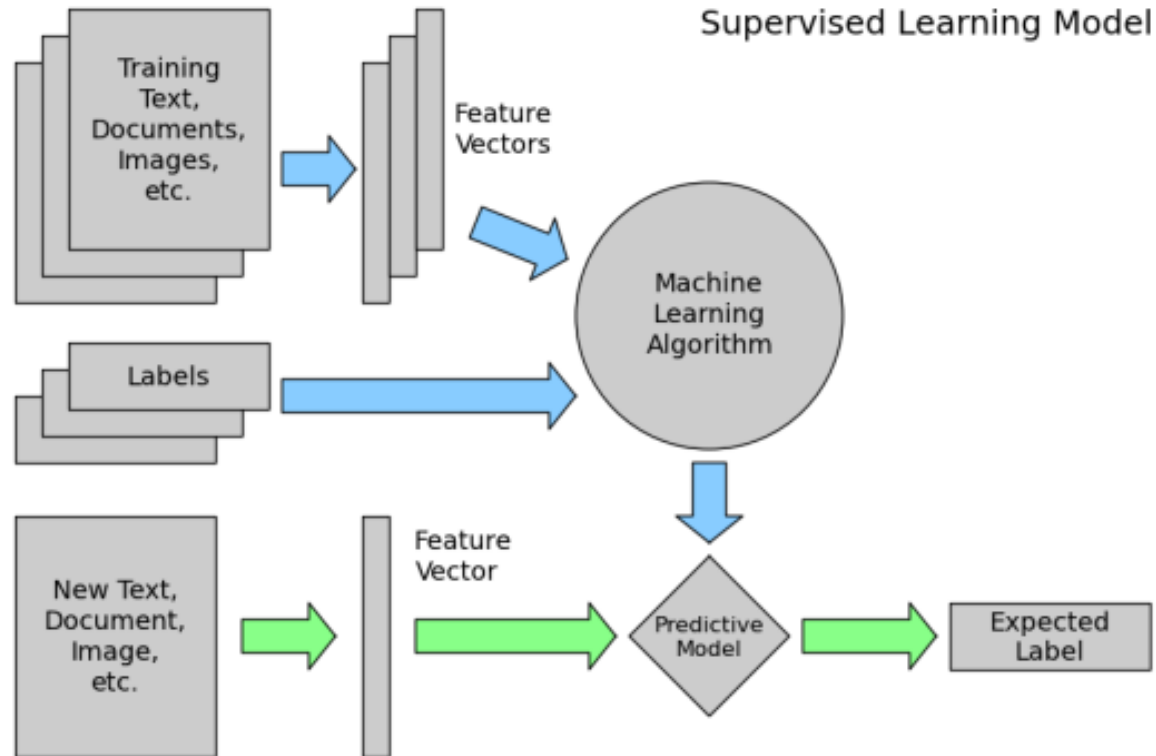 Supervised Learning Model
Training
Text,
Documents,
Images,
etc.
Feature
Vectors
Machine
Learning
Algorithm
Labels
New Text,
Document,
Image,
etc.
Feature
Vector
Predictive
Model
Expected
Label